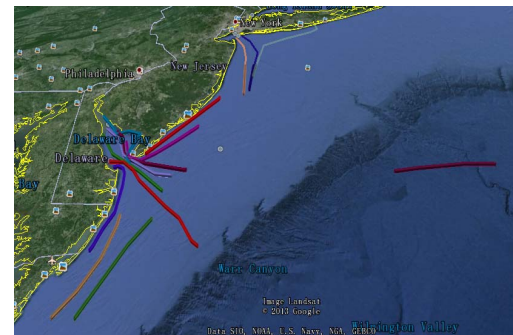 New York
Philadelphia
New Jersey
Delaware Bay
Delaware
Bay
Warr Canyon
Image Landsat
© 2013 Google
Data SIO, NOAA, U.S. Navy, NGA, GEBCO
Wilmington Valley